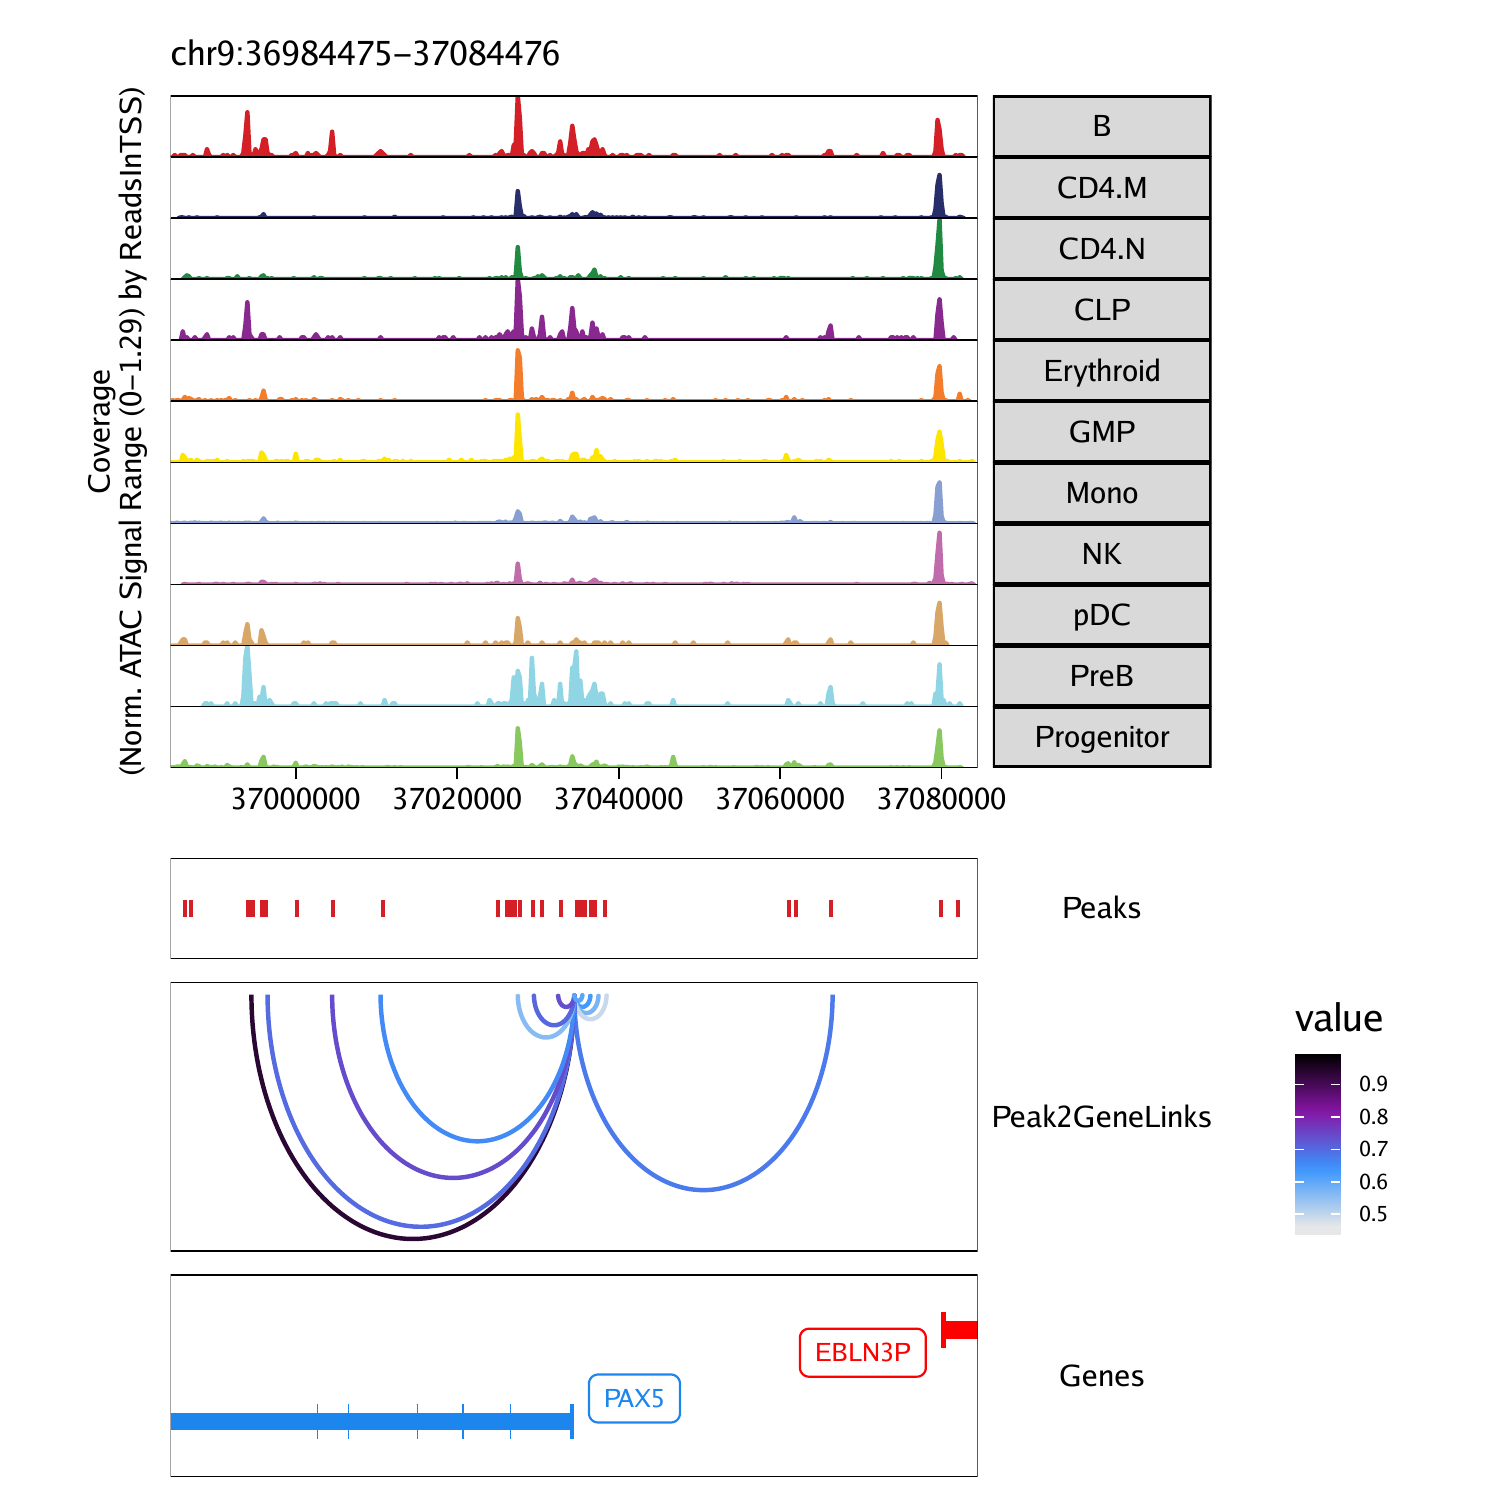 chr9:36984475–37084476
Coverage
(Norm. ATAC Signal Range (0–1.29) by ReadsInTSS)
B
CD4.M
CD4.N
CLP
Erythroid
GMP
Mono
NK
pDC
PreB
Progenitor
37000000 37020000 37040000 37060000 37080000
Peaks
Peak2GeneLinks
value
0.9
0.8
0.7
0.6
0.5
EBLN3P
PAX5
Genes